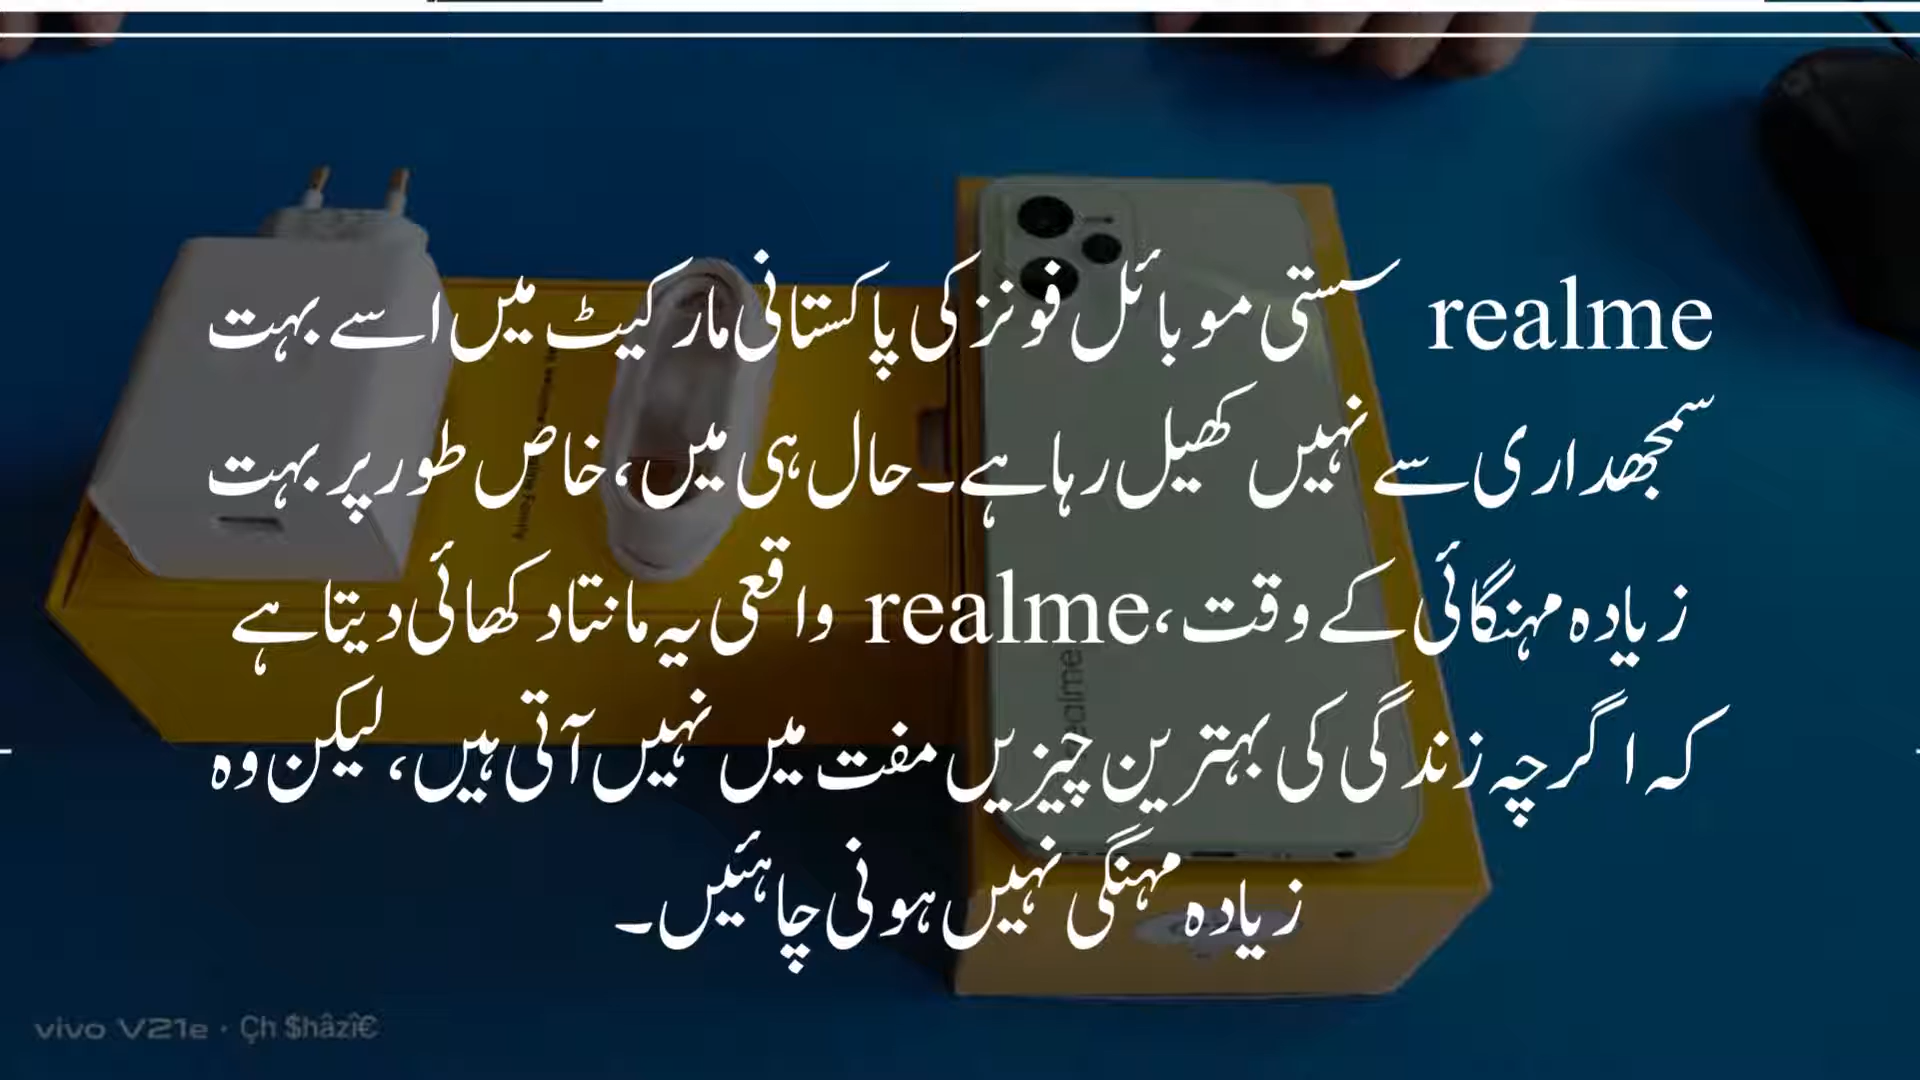 realme سستی موبائل فونز کی پاکستانی مارکیٹ میں اسے بہت
سمجھداری سے نہیں کھیل رہا ہے۔ حال ہی میں، خاص طور پر بہت
زیادہ مہنگائی کے وقت، realme واقعی یہ مانتا دکھائی دیتا ہے
کہ اگرچہ زندگی کی بہترین چیزیں مفت میں نہیں آتی ہیں، لیکن وہ
زیادہ مہنگی نہیں ہونی چاہئیں۔
realme
vivo V21e · Çh $hâzî€